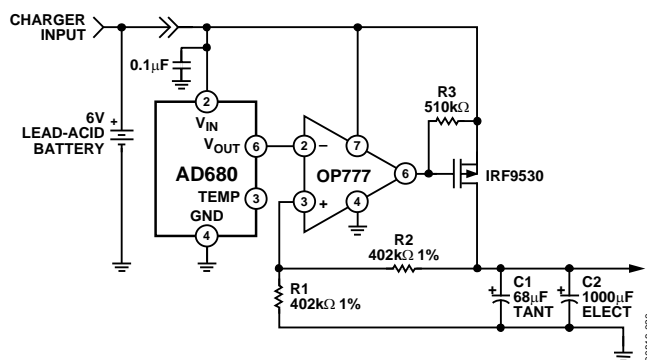 CHARGER
INPUT
0.1μF
6V
LEAD-ACID
BATTERY
+
2
VIN
VOUT
6
AD680
TEMP
3
GND
4
2
−
7
OP777
6
3
+
4
R3
510kΩ
IRF9530
R2
402kΩ 1%
R1
402kΩ 1%
+
C1
68μF
TANT
+
C2
1000μF
ELECT